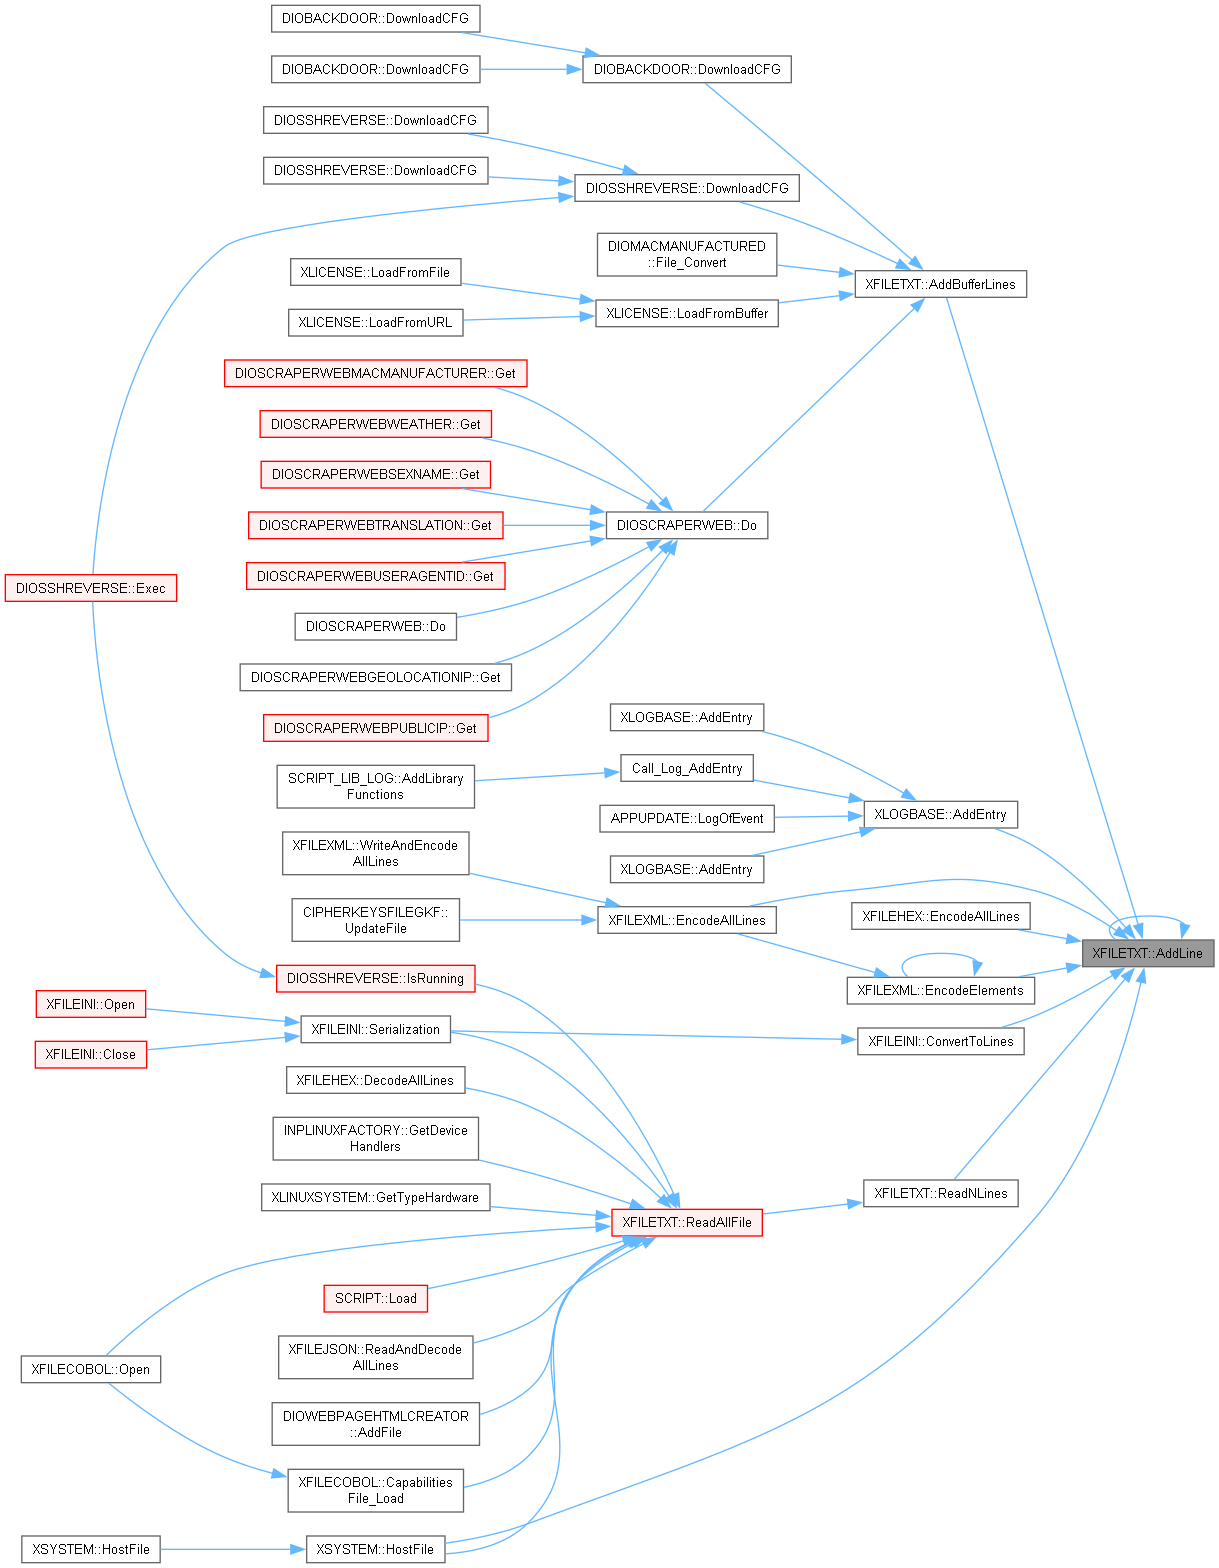 DIOBACKDOOR::DownloadCFG
DIOBACKDOOR::DownloadCFG
DIOBACKDOOR::DownloadCFG
DIOSSHREVERSE::DownloadCFG
DIOSSHREVERSE::DownloadCFG
DIOSSHREVERSE::DownloadCFG
DIOMACMANUFACTURED
::File_Convert
XLICENSE::LoadFromFile
XFILETXT::AddBufferLines
XLICENSE::LoadFromBuffer
XLICENSE::LoadFromURL
DIOSCRAPERWEBMACMANUFACTURER::Get
DIOSCRAPERWEBWEATHER::Get
DIOSCRAPERWEBSEXNAME::Get
DIOSCRAPERWEBTRANSLATION::Get
DIOSCRAPERWEB::Do
DIOSCRAPERWEBUSERAGENTID::Get
DIOSSHREVERSE::Exec
DIOSCRAPERWEB::Do
DIOSCRAPERWEBGEOLOCATIONIP::Get
DIOSCRAPERWEBPUBLICIP::Get
XLOGBASE::AddEntry
Call_Log_AddEntry
SCRIPT_LIB_LOG::AddLibrary
Functions
APPUPDATE::LogOfEvent
XLOGBASE::AddEntry
XFILEXML::WriteAndEncode
AllLines
XLOGBASE::AddEntry
CIPHERKEYSFILEGKF::
UpdateFile
XFILEXML::EncodeAllLines
XFILEHEX::EncodeAllLines
XFILETXT::AddLine
DIOSSHREVERSE::IsRunning
XFILEXML::EncodeElements
XFILEINI::Open
XFILEINI::Serialization
XFILEINI::ConvertToLines
XFILEINI::Close
XFILEHEX::DecodeAllLines
INPLINUXFACTORY::GetDevice
Handlers
XLINUXSYSTEM::GetTypeHardware
XFILETXT::ReadNLines
XFILETXT::ReadAllFile
SCRIPT::Load
XFILEJSON::ReadAndDecode
AllLines
XFILECOBOL::Open
DIOWEBPAGEHTMLCREATOR
::AddFile
XFILECOBOL::Capabilities
File_Load
XSYSTEM::HostFile
XSYSTEM::HostFile